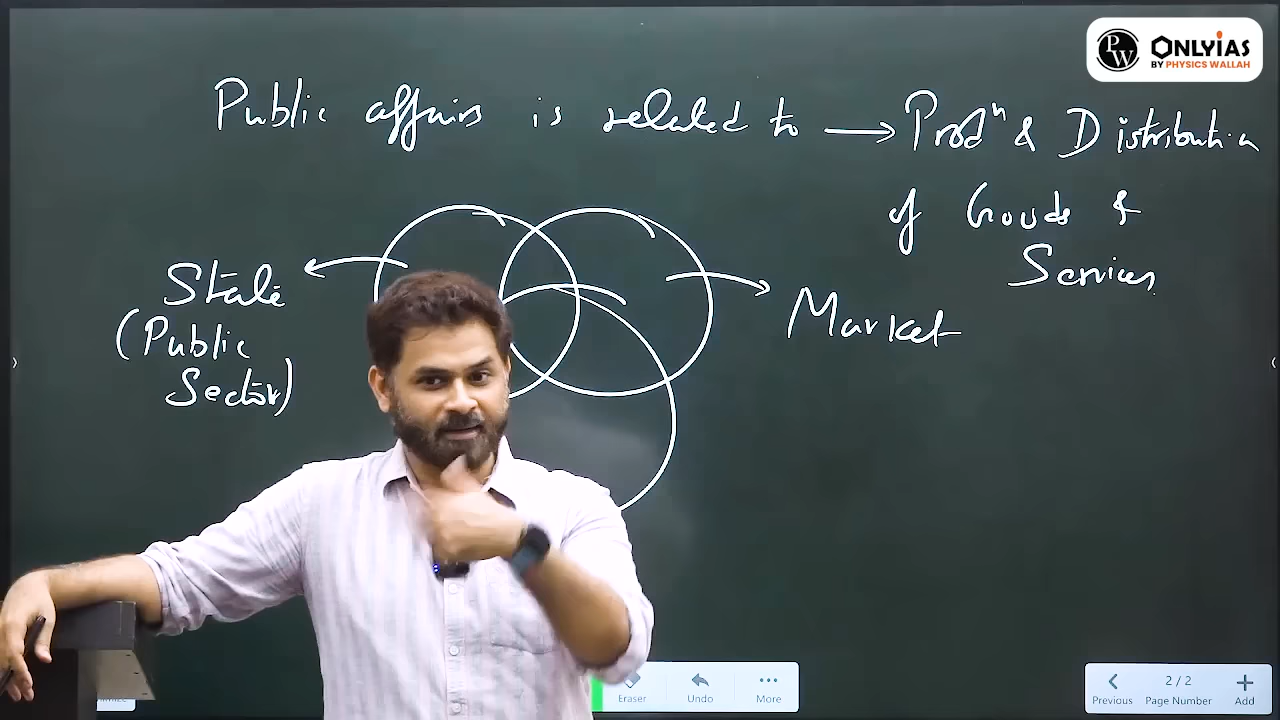 PW ONLYIAS
BY PHYSICS WALLAH
Public affairs is related to → Prodⁿ & Distribution
of Goods &
Services
State
(Public
Sector)
Market
Eraser
Undo
More
Previous
2/2
Page Number
Add